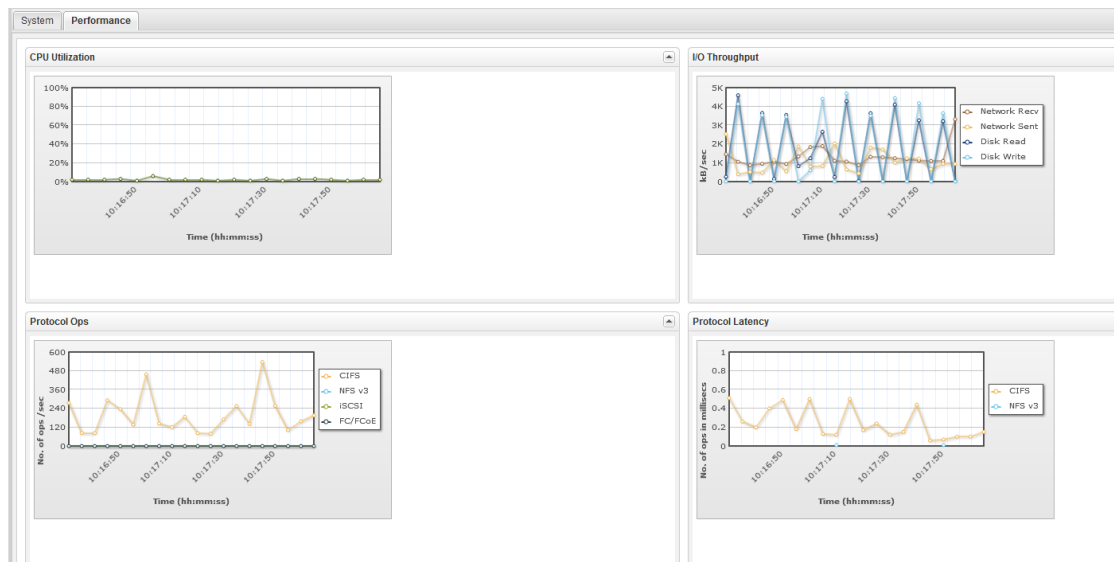 System Performance
CPU Utilization
100%
80%
60%
40%
20%
0%
10:16:50
10:17:10
10:17:30
10:17:50
Time (hh:mm:ss)
I/O Throughput
5K
4K
3K
2K
1K
0
kB/sec
10:16:50
10:17:10
10:17:30
10:17:50
Time (hh:mm:ss)
Network Recv
Network Sent
Disk Read
Disk Write
Protocol Ops
600
480
360
240
120
0
No. of ops /sec
10:16:50
10:17:10
10:17:30
10:17:50
Time (hh:mm:ss)
CIFS
NFS v3
iSCSI
FC/FCoE
Protocol Latency
1
0.8
0.6
0.4
0.2
0
No. of ops in millisecs
10:16:50
10:17:10
10:17:30
10:17:50
Time (hh:mm:ss)
CIFS
NFS v3